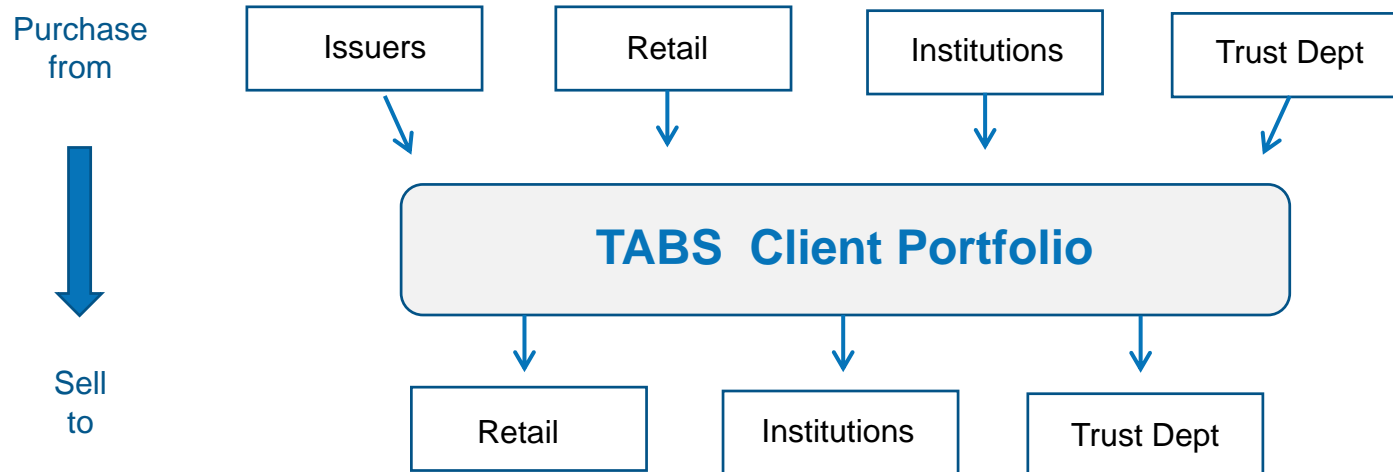 Purchase
from
Issuers
Retail
Institutions
Trust Dept
TABS Client Portfolio
Sell
to
Retail
Institutions
Trust Dept